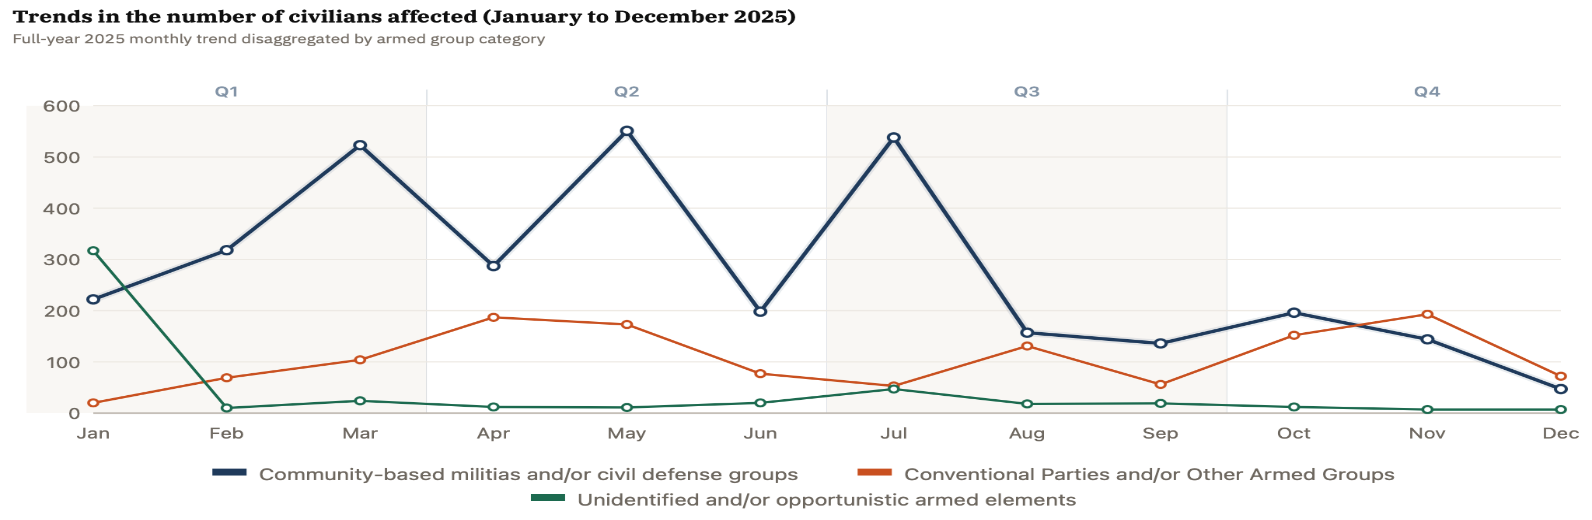 Trends in the number of civilians affected (January to December 2025)
Full-year 2025 monthly trend disaggregated by armed group category
Q1 Q2 Q3 Q4
600
500
400
300
200
100
0
Jan Feb Mar Apr May Jun Jul Aug Sep Oct Nov Dec
Community-based militias and/or civil defense groups Conventional Parties and/or Other Armed Groups
Unidentified and/or opportunistic armed elements